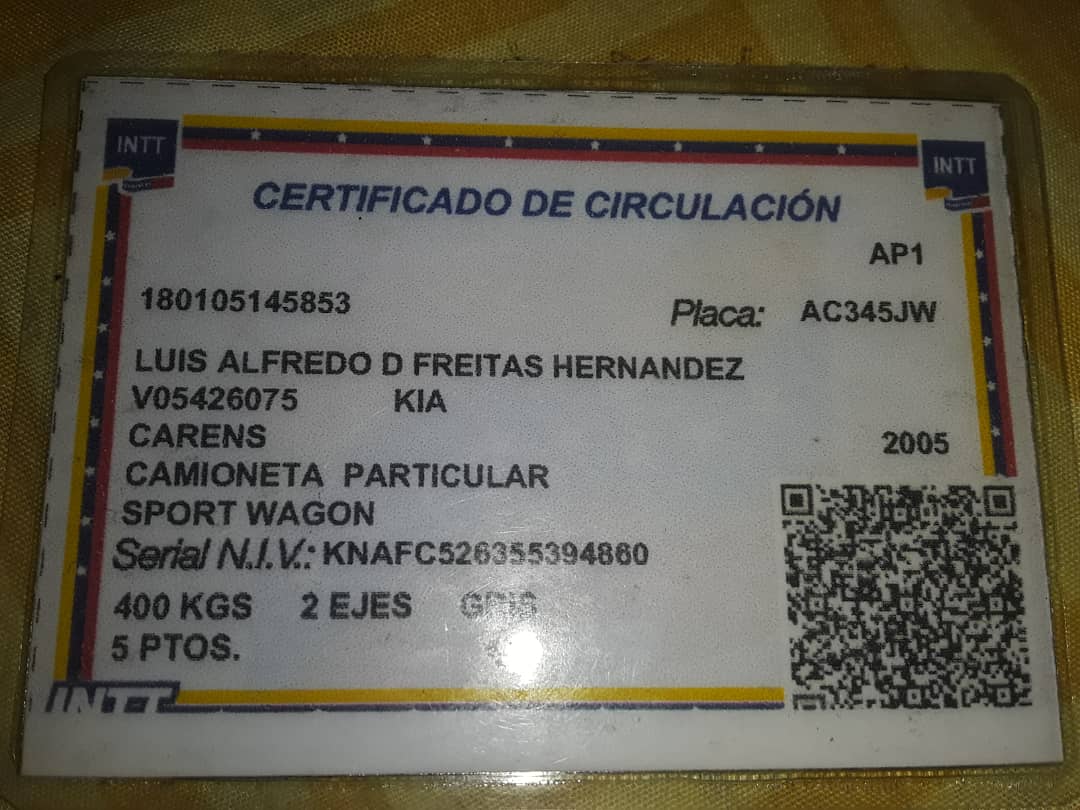 INTT
INTT
CERTIFICADO DE CIRCULACIÓN
AP1
180105145853 Placa: AC345JW
LUIS ALFREDO D FREITAS HERNANDEZ
V05426075 KIA
CARENS 2005
CAMIONETA PARTICULAR
SPORT WAGON
Serial N.I.V.: KNAFC526355394860
400 KGS 2 EJES GRIS
5 PTOS.
INTT